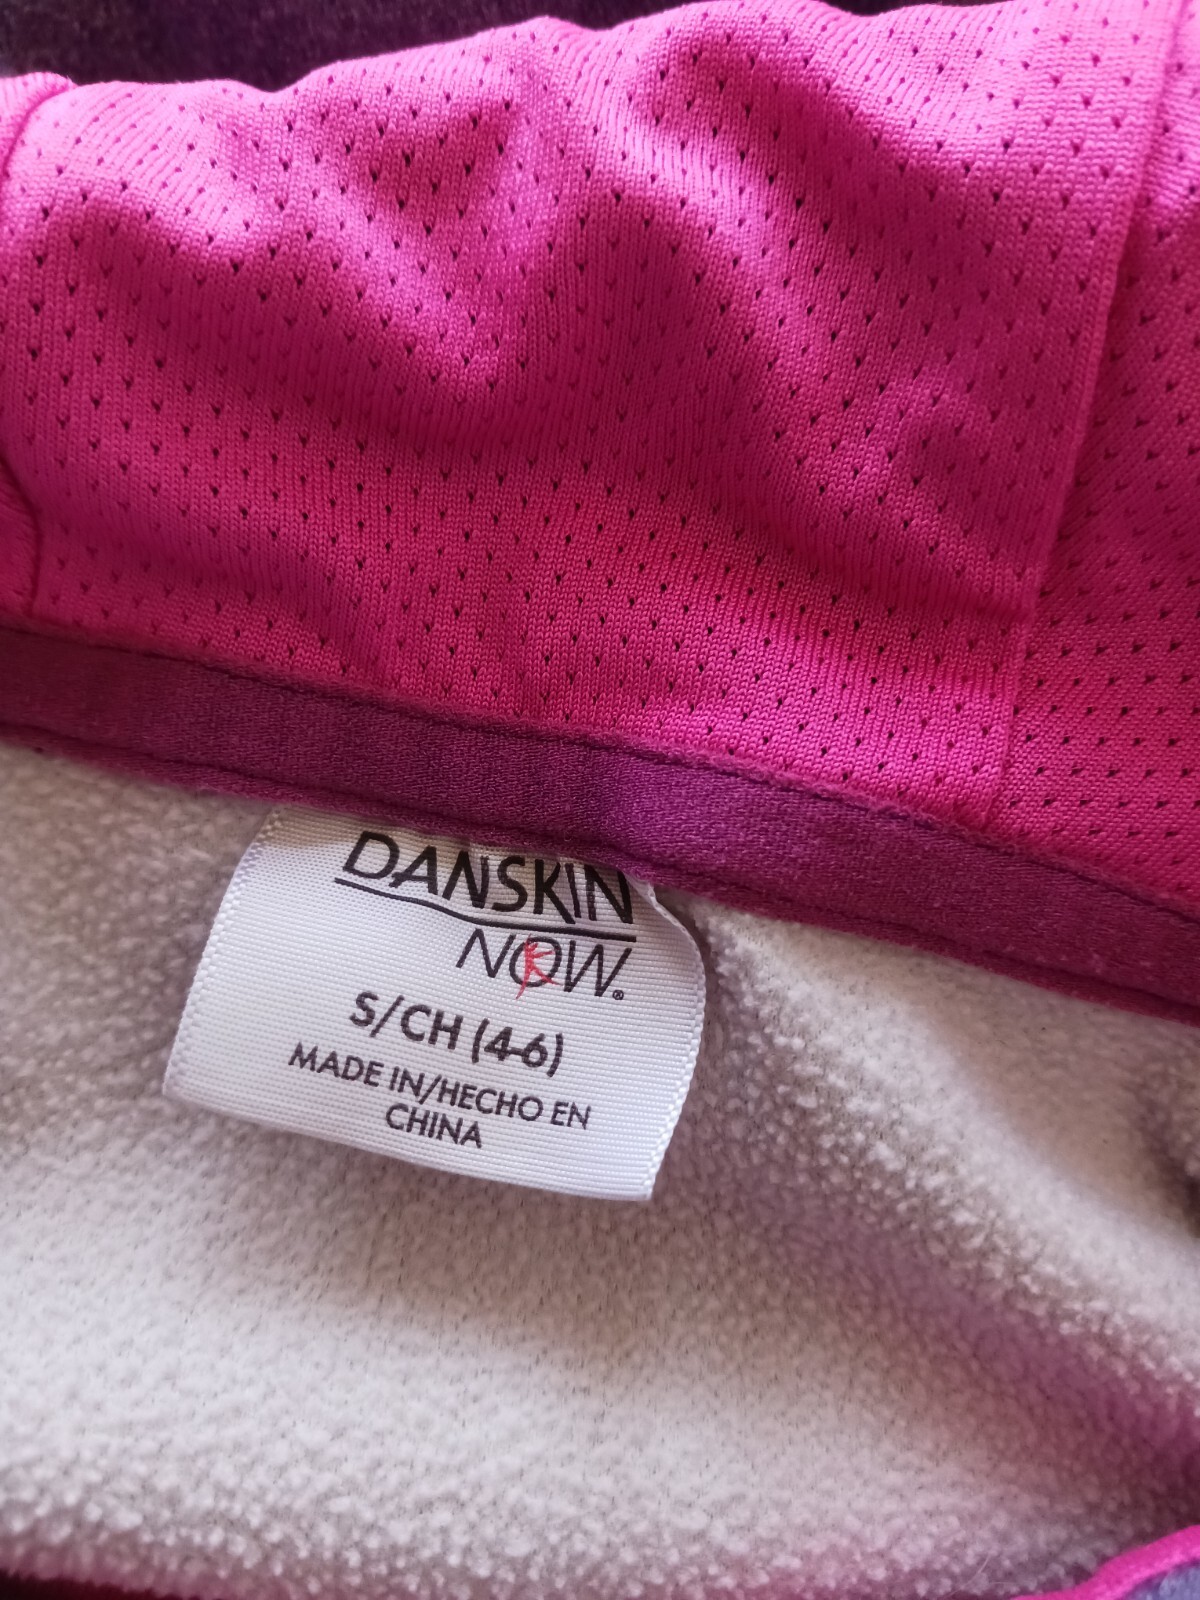 DANSKIN
NOW®
S/CH (4-6)
MADE IN/HECHO EN
CHINA